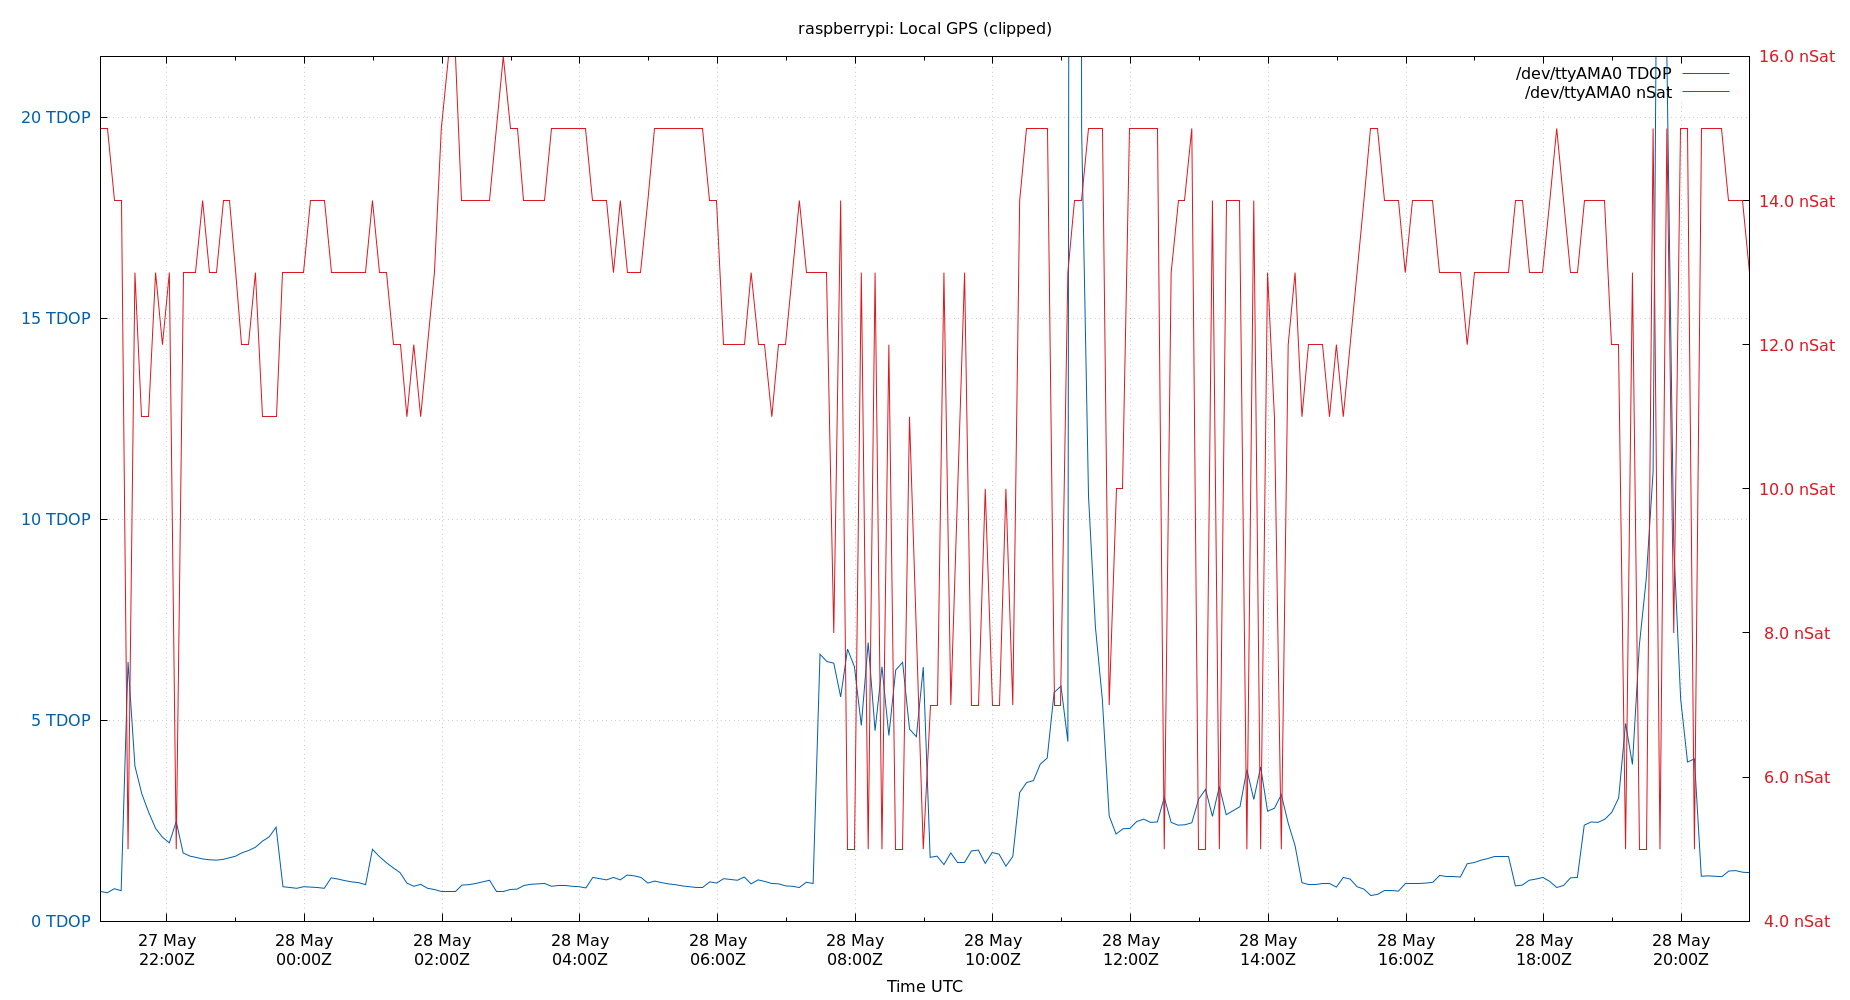 raspberrypi: Local GPS (clipped)
/dev/ttyAMA0 TDOP
/dev/ttyAMA0 nSat
20 TDOP
15 TDOP
10 TDOP
5 TDOP
0 TDOP
16.0 nSat
14.0 nSat
12.0 nSat
10.0 nSat
8.0 nSat
6.0 nSat
4.0 nSat
27 May 28 May 28 May 28 May 28 May 28 May 28 May 28 May 28 May 28 May 28 May 28 May
22:00Z 00:00Z 02:00Z 04:00Z 06:00Z 08:00Z 10:00Z 12:00Z 14:00Z 16:00Z 18:00Z 20:00Z
Time UTC